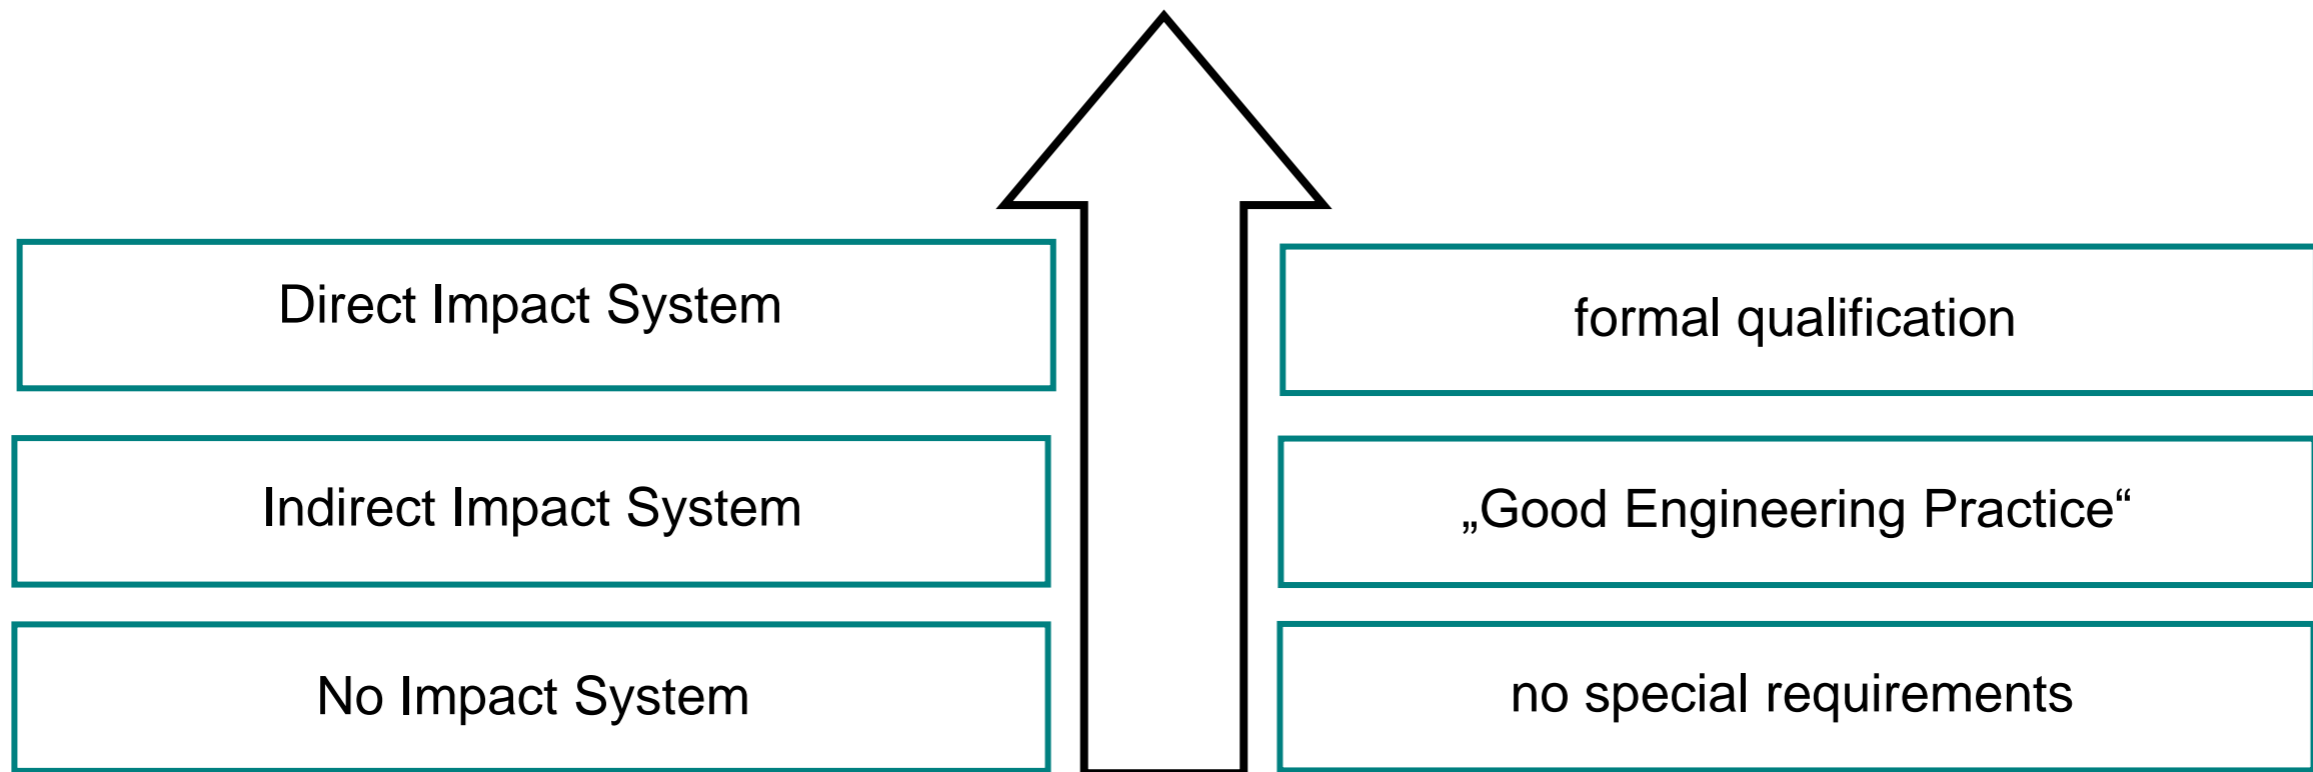 Direct Impact System
formal qualification
Indirect Impact System
„Good Engineering Practice“
No Impact System
no special requirements